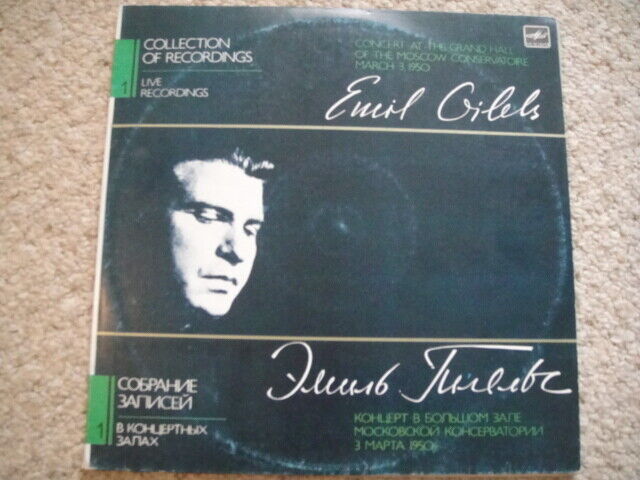 COLLECTION
OF RECORDINGS
1
LIVE
RECORDINGS
CONCERT AT THE GRAND HALL
OF THE MOSCOW CONSERVATOIRE
MARCH 3, 1950
Emil Gilels
Эмиль Гилельс
СОБРАНИЕ
ЗАПИСЕЙ
1
В КОНЦЕРТНЫХ
ЗАЛАХ
КОНЦЕРТ В БОЛЬШОМ ЗАЛЕ
МОСКОВСКОЙ КОНСЕРВАТОРИИ
3 МАРТА 1950